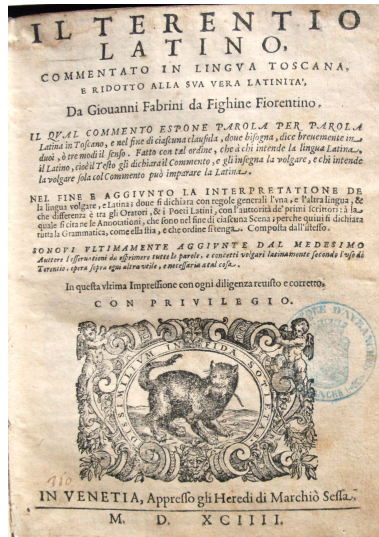 IL TERENTIO
LATINO,
COMMENTATO IN LINGVA TOSCANA,
E RIDOTTO ALLA SVA VERA LATINITA',
Da Giouanni Fabrini da Fighine Fiorentino.
IL QVAL COMMENTO ESPONE PAROLA PER PAROLA
Latina in Toscano, e nel fine di ciascuna clausula, doue bisogna, dice breuemente in
duoi, ò tre modi il senso. Fatto con tal ordine, che à chi intende la lingua Latina,
il Latino, cioè il Testo gli dichiara il Commento, e gli insegna la volgare, e chi intende
la volgare sola col Commento può imparare la Latina.
NEL FINE E AGGIVNTO LA INTERPRETATIONE DE
la lingua volgare, e Latina: doue si dichiara con regole generali l'vna, e l'altra lingua, &
che differenza è tra gli Oratori, & i Poeti Latini, con l'autorità de' primi scrittori: à la
quale si cita ne le Annotationi, che sono nel fine di ciascuna Scena; perche quiui si dichiara
tutta la Grammatica, come ella stia, e che ordine si tenga. Composta dall'istesso.
SONOVI VLTIMAMENTE AGGIVNTE DAL MEDESIMO
Auttore l'osseruationi da esprimere tutte le parole, e concetti volgari latinamente secondo l'vso di
Terentio. opera sopra ogni altra vtile, e necessaria a tal cosa.
In questa vltima Impressione con ogni diligenza reuisto e corretto.
CON PRIVILEGIO.
DISSIMILIVM INFIDA SOTIETAS
110
IN VENETIA, Appresso gli Heredi di Marchiò Sessa.
M. D. XCIIII.